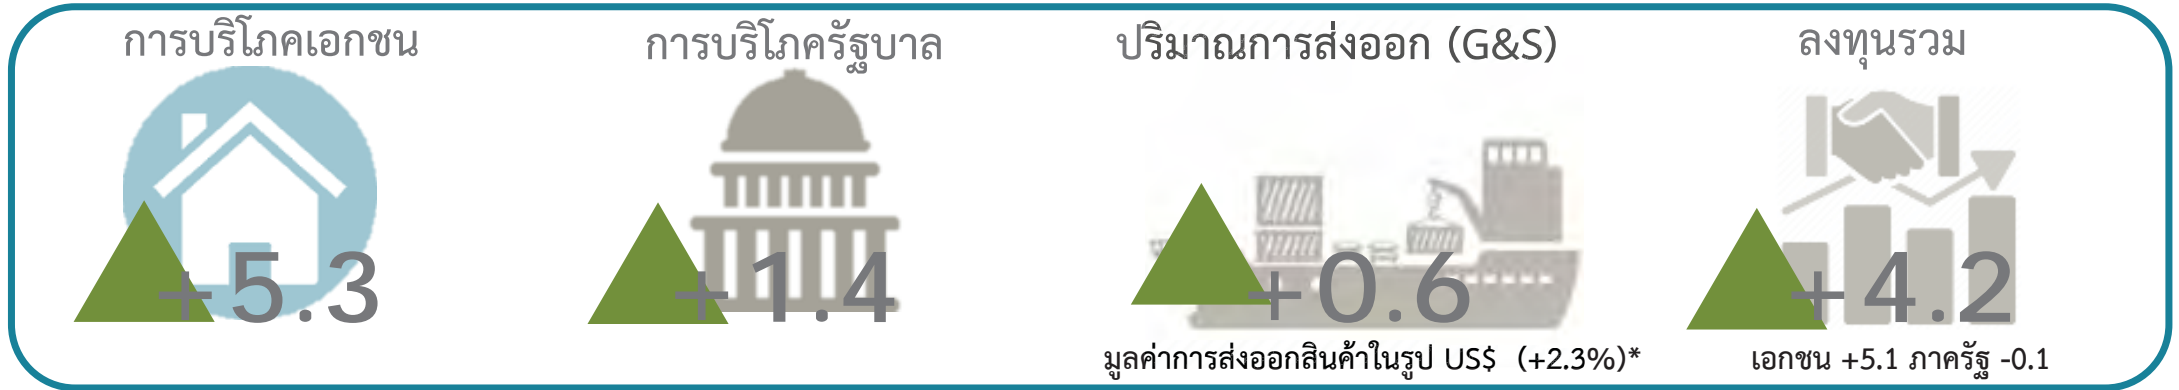 การบริโภคเอกชน
+5.3
การบริโภครัฐบาล
+1.4
ปริมาณการส่งออก (G&S)
+0.6
มูลค่าการส่งออกสินค้าในรูป US$ (+2.3%)*
ลงทุนรวม
+4.2
เอกชน +5.1 ภาครัฐ -0.1